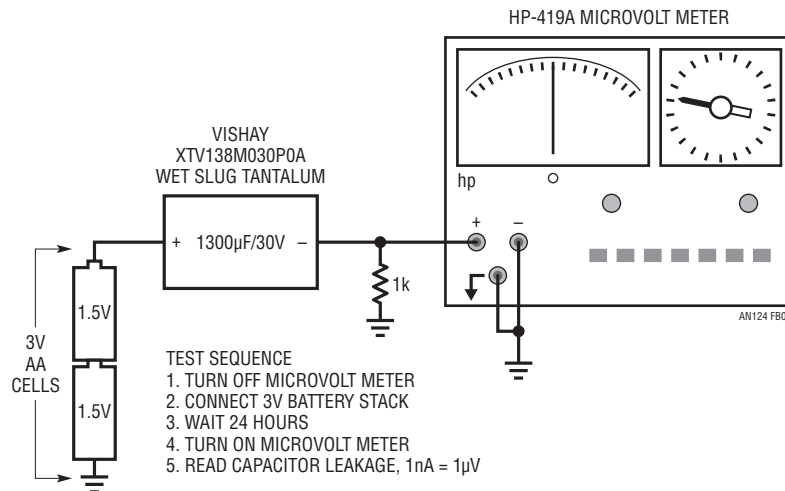 HP-419A MICROVOLT METER
VISHAY
XTV138M030P0A
WET SLUG TANTALUM
hp
+ 1300µF/30V –
+ –
1k
1.5V
1.5V
3V
AA
CELLS
AN124 FB0
TEST SEQUENCE
1. TURN OFF MICROVOLT METER
2. CONNECT 3V BATTERY STACK
3. WAIT 24 HOURS
4. TURN ON MICROVOLT METER
5. READ CAPACITOR LEAKAGE, 1nA = 1µV